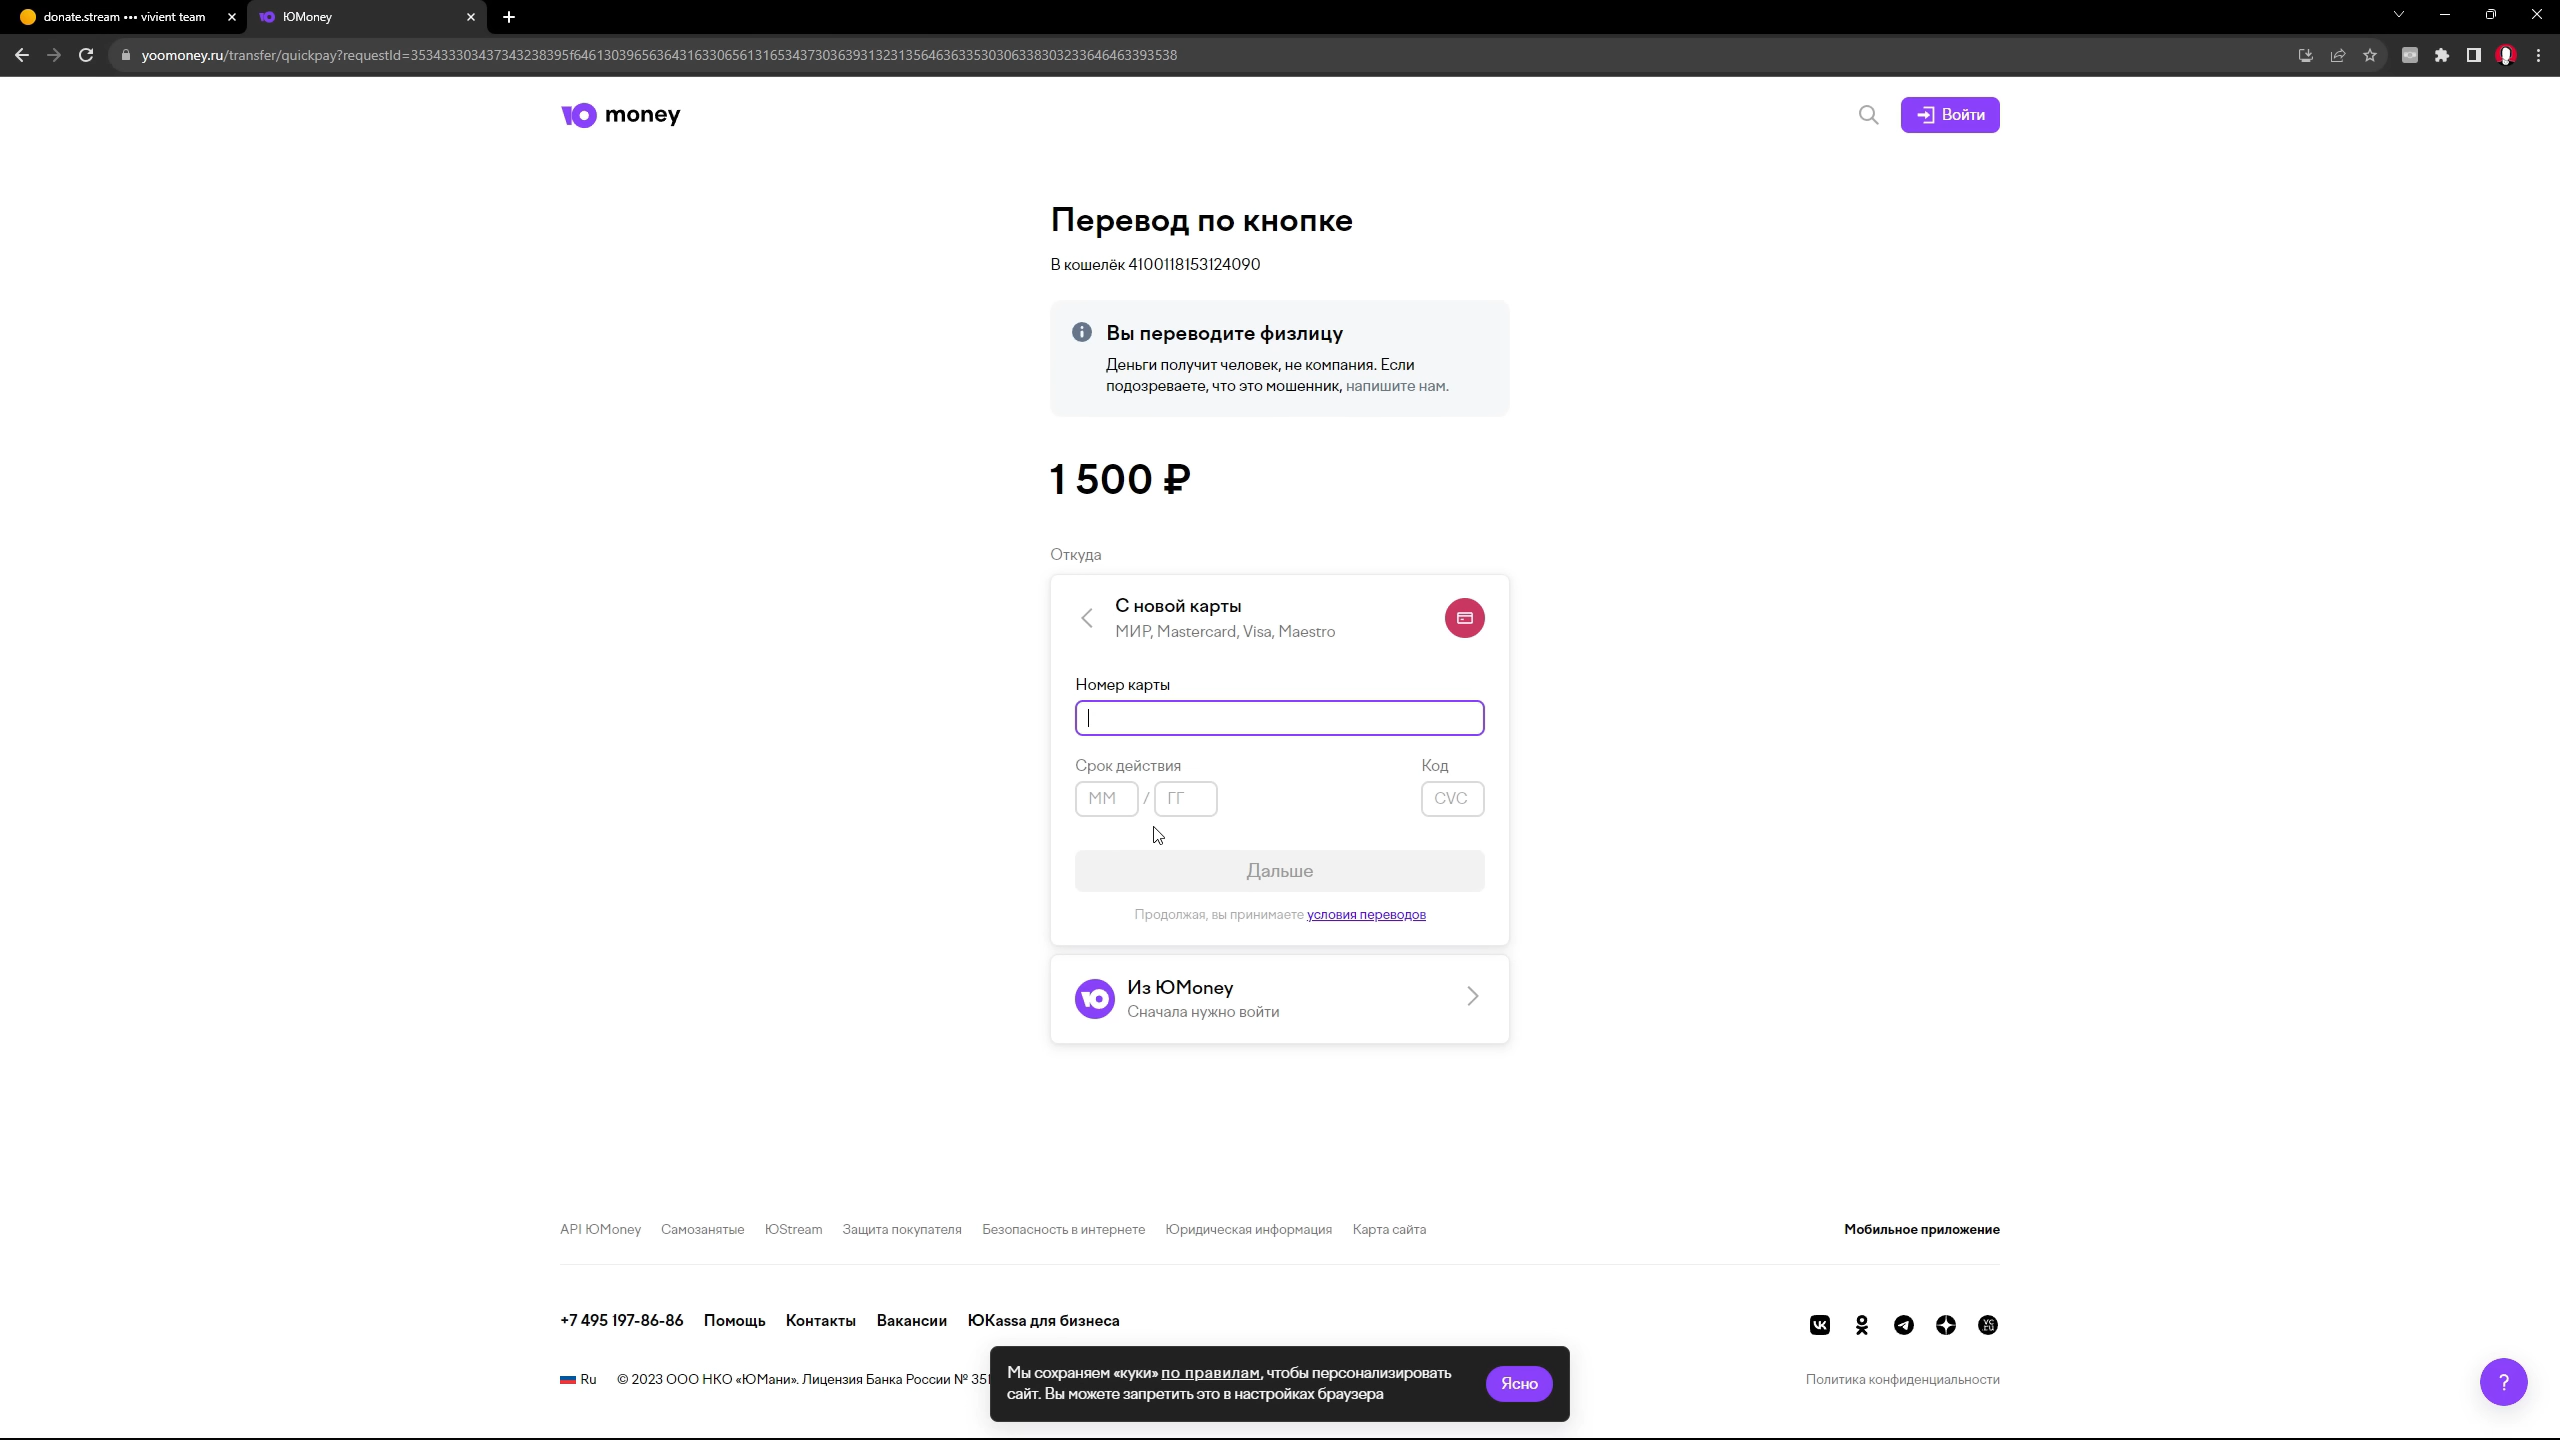 donate.stream ••• vivient team
ЮMoney
yoomoney.ru/transfer/quickpay?requestId=353433303437343238395f64613039656364316330656131653437303639313231356463633530306338303233646463393538
Ю money
Войти
Перевод по кнопке
В кошелёк 4100118153124090
Вы переводите физлицу
Деньги получит человек, не компания. Если
подозреваете, что это мошенник, напишите нам.
1 500 ₽
Откуда
С новой карты
МИР, Mastercard, Visa, Maestro
Номер карты
Срок действия
Код
ММ / ГГ
CVC
Дальше
Продолжая, вы принимаете условия переводов
Из ЮMoney
Сначала нужно войти
API ЮMoney Самозанятые ЮStream Защита покупателя Безопасность в интернете Юридическая информация Карта сайта
Мобильное приложение
+7 495 197-86-86 Помощь Контакты Вакансии ЮKassa для бизнеса
Ru © 2023 ООО НКО «ЮМани». Лицензия Банка России № 351
Мы сохраняем «куки» по правилам, чтобы персонализировать
сайт. Вы можете запретить это в настройках браузера
Ясно
Политика конфиденциальности
?